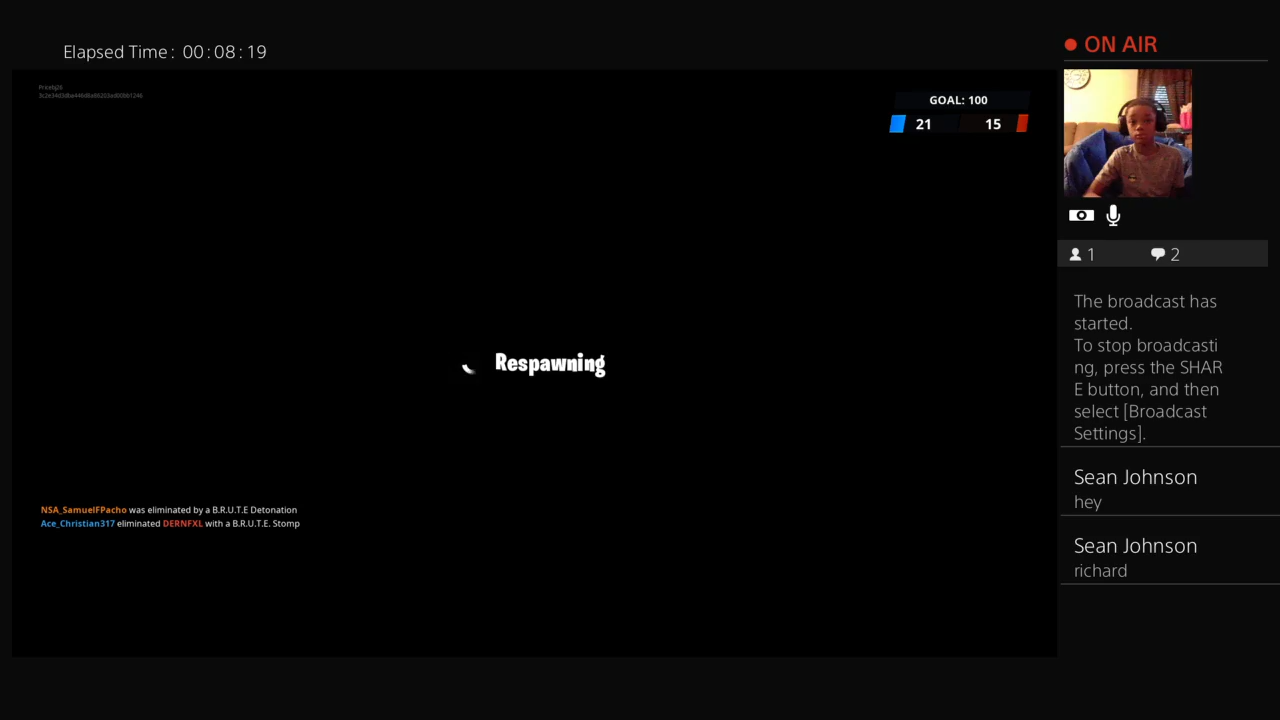 Elapsed Time: 00:08:19
ON AIR
Pricebj26
GOAL: 100
21 15
1 2
The broadcast has
started.
To stop broadcasti
ng, press the SHAR
E button, and then
select [Broadcast
Settings].
Respawning
Sean Johnson
hey
NSA_SamuelFPacho was eliminated by a B.R.U.T.E Detonation
Ace_Christian317 eliminated DERNFXL with a B.R.U.T.E. Stomp
Sean Johnson
richard